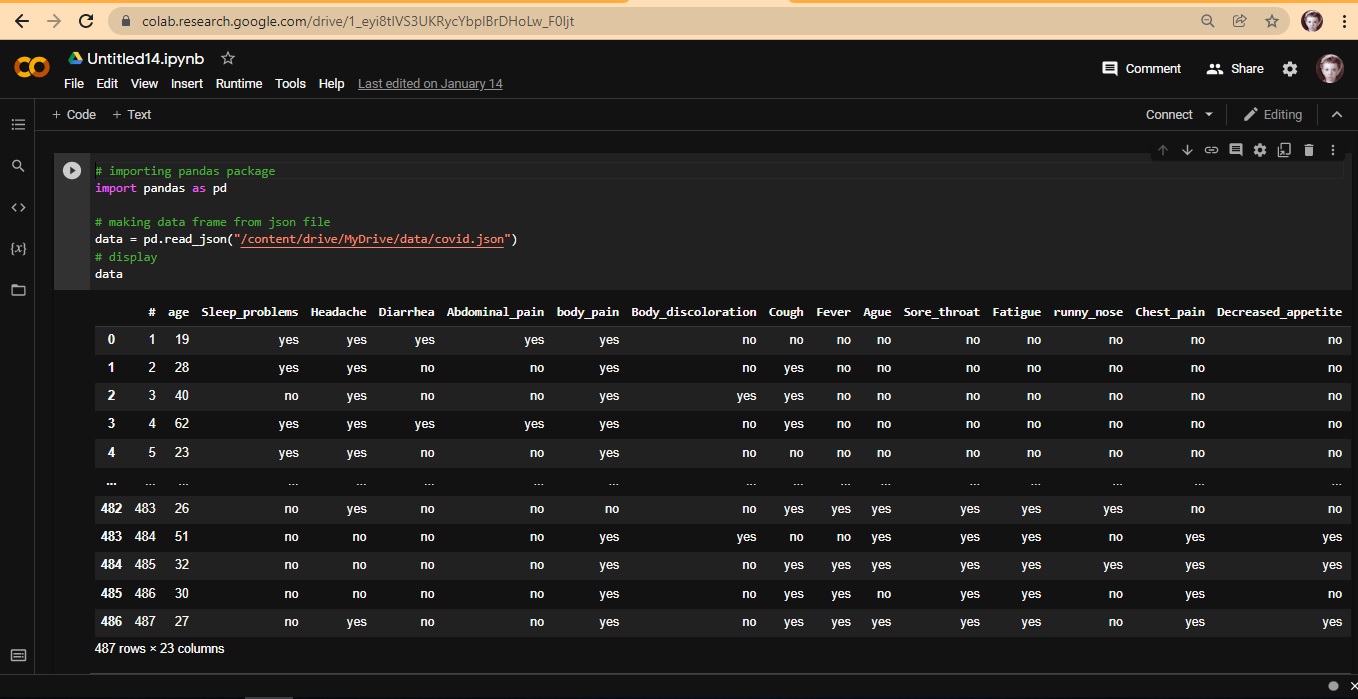 colab.research.google.com/drive/1_eyi8tIVS3UKRycYbpIBrDHoLw_F0Ijt
Untitled14.ipynb
File Edit View Insert Runtime Tools Help Last edited on January 14
Comment Share
+ Code + Text
Connect Editing
# importing pandas package
import pandas as pd
# making data frame from json file
data = pd.read_json("/content/drive/MyDrive/data/covid.json")
# display
data
# age Sleep_problems Headache Diarrhea Abdominal_pain body_pain Body_discoloration Cough Fever Ague Sore_throat Fatigue runny_nose Chest_pain Decreased_appetite
0 1 19 yes yes yes yes yes no no no no no no no no no
1 2 28 yes yes no no yes no yes no no no no no no no
2 3 40 no yes no no yes yes yes no no no no no no no
3 4 62 yes yes yes yes yes no yes no no no no no no no
4 5 23 yes yes no no yes no no no no no no no no no
... ... ... ... ... ... ... ... ... ... ... ... ... ... ... ... ...
482 483 26 no yes no no no no yes yes yes yes yes yes no no
483 484 51 no no no no yes yes no no yes yes yes no yes yes
484 485 32 no no no no yes no yes yes yes yes yes yes yes yes
485 486 30 no no no no yes no yes yes no yes yes no yes no
486 487 27 no yes no no yes no yes yes yes yes yes no yes yes
487 rows × 23 columns